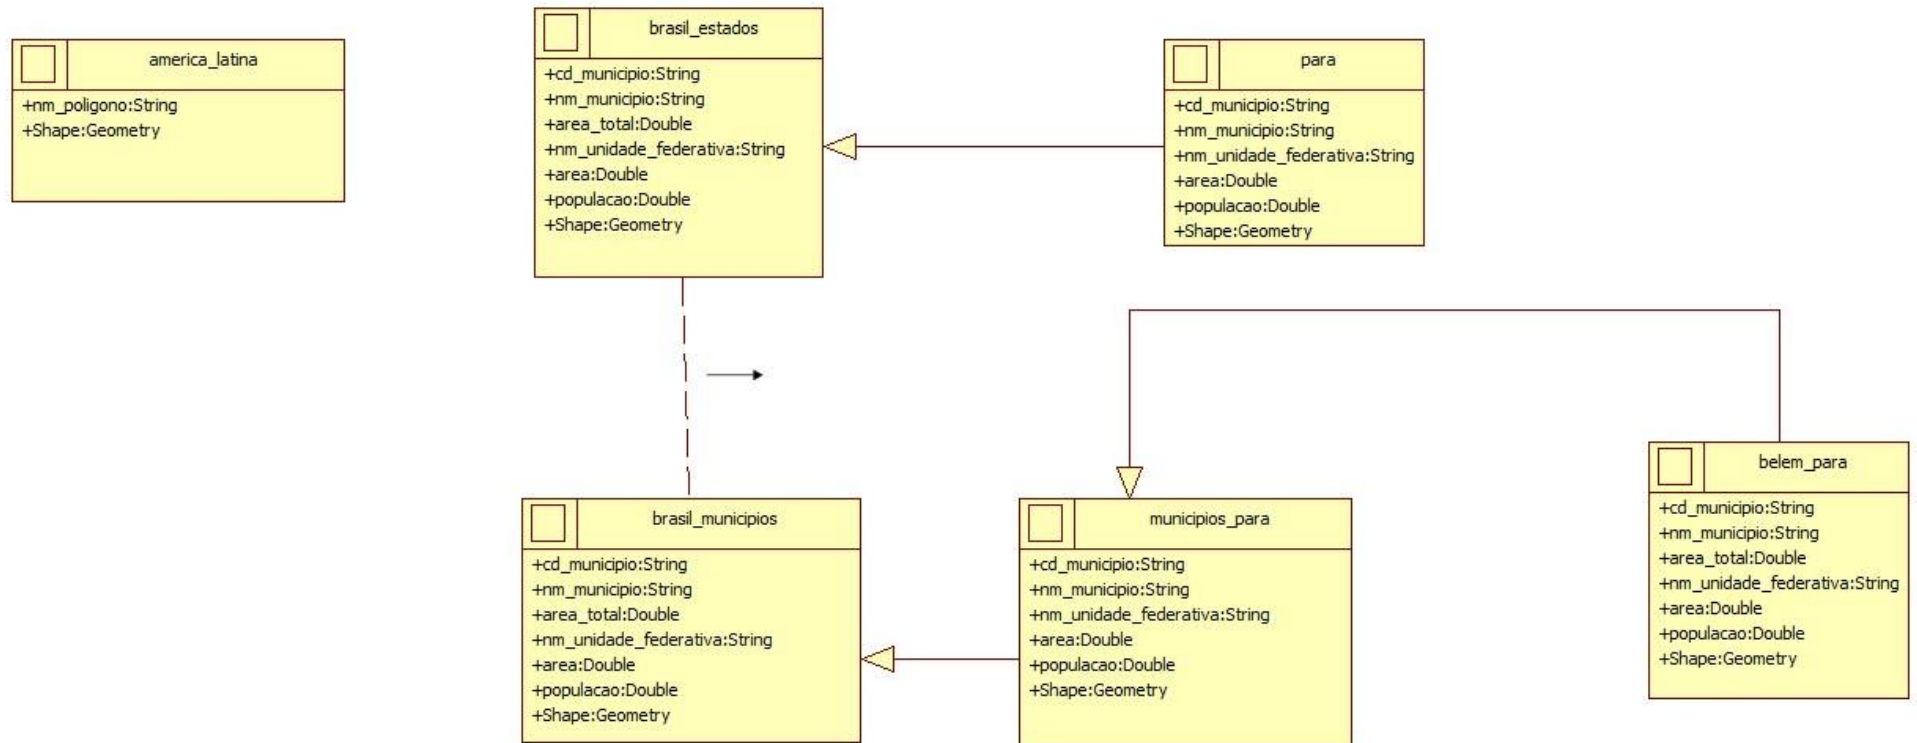 america_latina
+nm_poligono:String
+Shape:Geometry
brasil_estados
+cd_municipio:String
+nm_municipio:String
+area_total:Double
+nm_unidade_federativa:String
+area:Double
+populacao:Double
+Shape:Geometry
para
+cd_municipio:String
+nm_municipio:String
+nm_unidade_federativa:String
+area:Double
+populacao:Double
+Shape:Geometry
brasil_municipios
+cd_municipio:String
+nm_municipio:String
+area_total:Double
+nm_unidade_federativa:String
+area:Double
+populacao:Double
+Shape:Geometry
municipios_para
+cd_municipio:String
+nm_municipio:String
+nm_unidade_federativa:String
+area:Double
+populacao:Double
+Shape:Geometry
belem_para
+cd_municipio:String
+nm_municipio:String
+area_total:Double
+nm_unidade_federativa:String
+area:Double
+populacao:Double
+Shape:Geometry